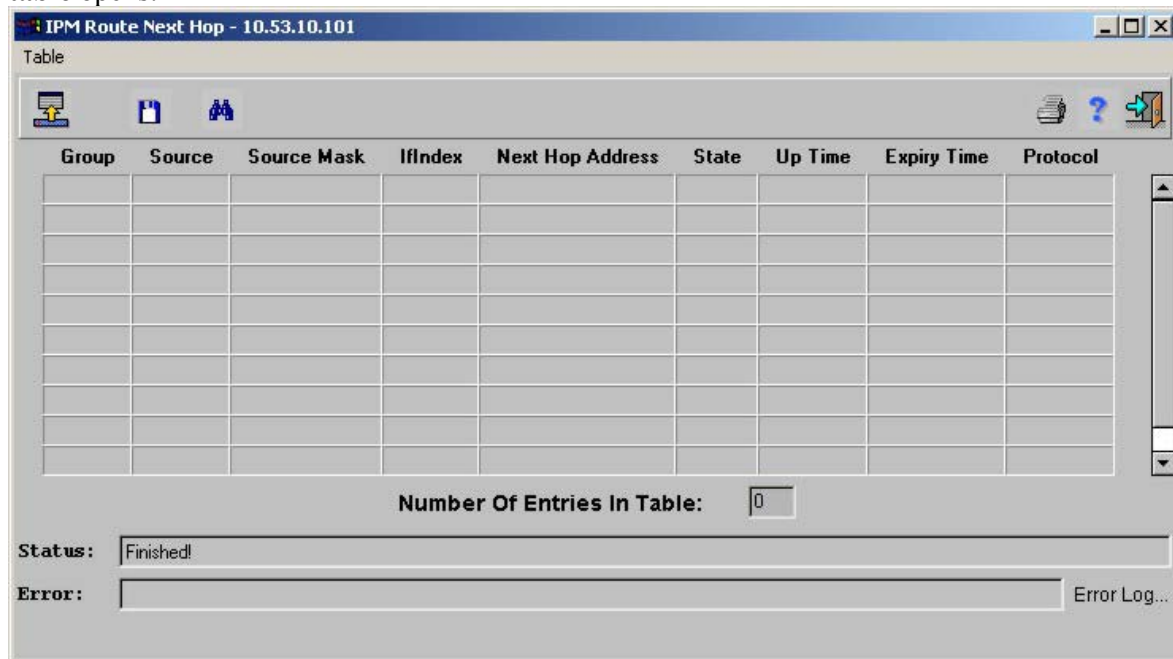 IPM Route Next Hop - 10.53.10.101
Table
?
Group Source Source Mask IfIndex Next Hop Address State Up Time Expiry Time Protocol
Number Of Entries In Table: 0
Status: Finished!
Error: Error Log...